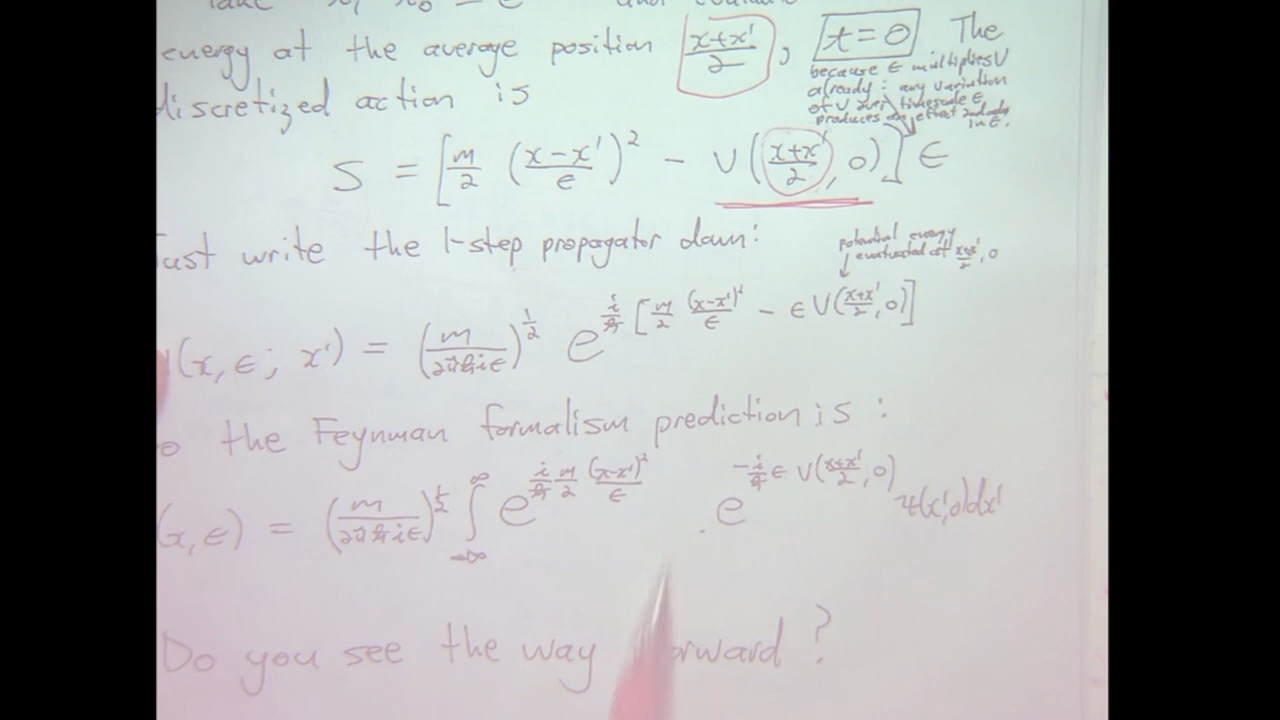 energy at the average position (x+x')/2, t=0 The
because ϵ multiplies U
already: any variation
of U over timescale ϵ
produces an effect 2nd order
in ϵ.
discretized action is
S = [m/2 ((x-x')/ϵ)² - U((x+x')/2, 0)] ϵ
Just write the 1-step propagator down:
potential energy
evaluated at (x+x')/2, 0
(x, ϵ; x') = (m/2πℏiϵ)^(1/2) e^(i/ℏ [m/2 (x-x')²/ϵ - ϵU((x+x')/2, 0)])
the Feynman formalism prediction is:
(x, ϵ) = (m/2πℏiϵ)^(1/2) ∫_{-∞}^{∞} e^(i/ℏ m/2 (x-x')²/ϵ) . e^(-i/ℏ ϵ U((x+x')/2, 0)) ψ(x',0)dx'
Do you see the way forward?